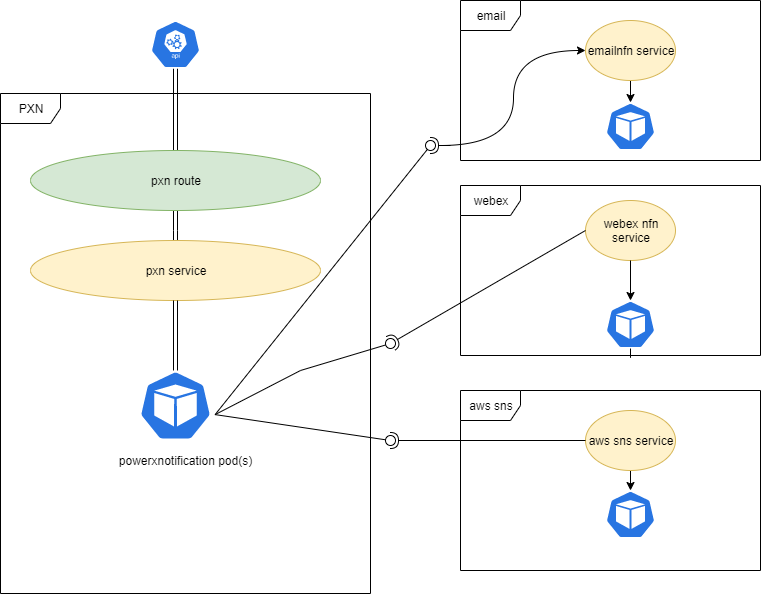 api
PXN
pxn route
pxn service
powerxnotification pod(s)
email
emailnfn service
webex
webex nfn
service
aws sns
aws sns service